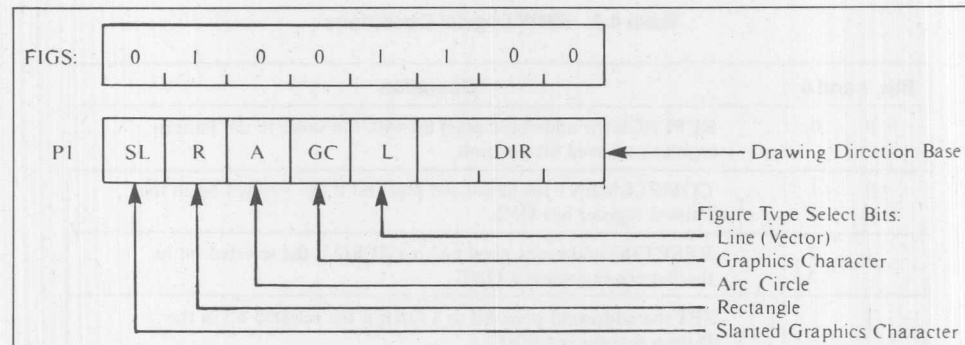 FIGS: 0 1 0 0 1 1 0 0
P1 SL R A GC L DIR Drawing Direction Base
Figure Type Select Bits:
Line (Vector)
Graphics Character
Arc Circle
Rectangle
Slanted Graphics Character